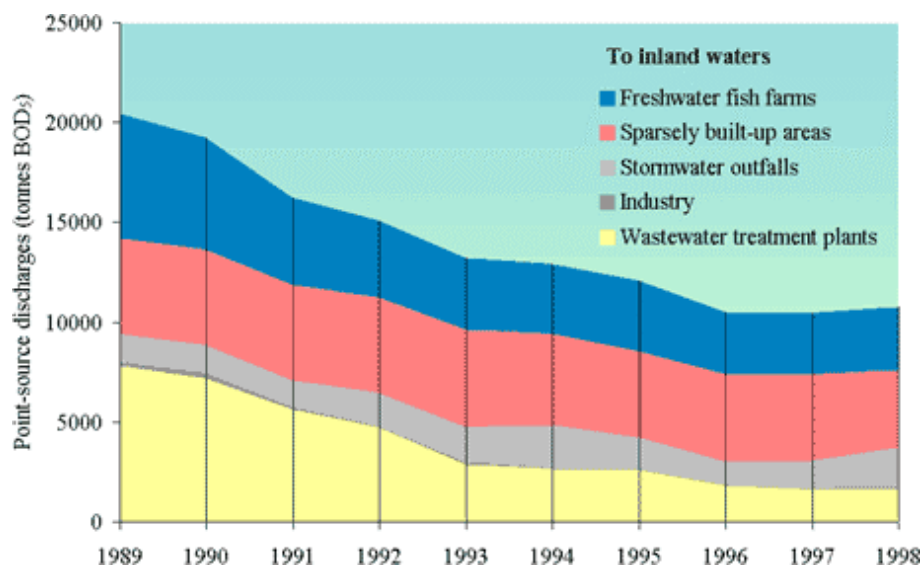 25000
20000
15000
10000
5000
0
Point-source discharges (tonnes BOD5)
To inland waters
Freshwater fish farms
Sparsely built-up areas
Stormwater outfalls
Industry
Wastewater treatment plants
1989 1990 1991 1992 1993 1994 1995 1996 1997 1998